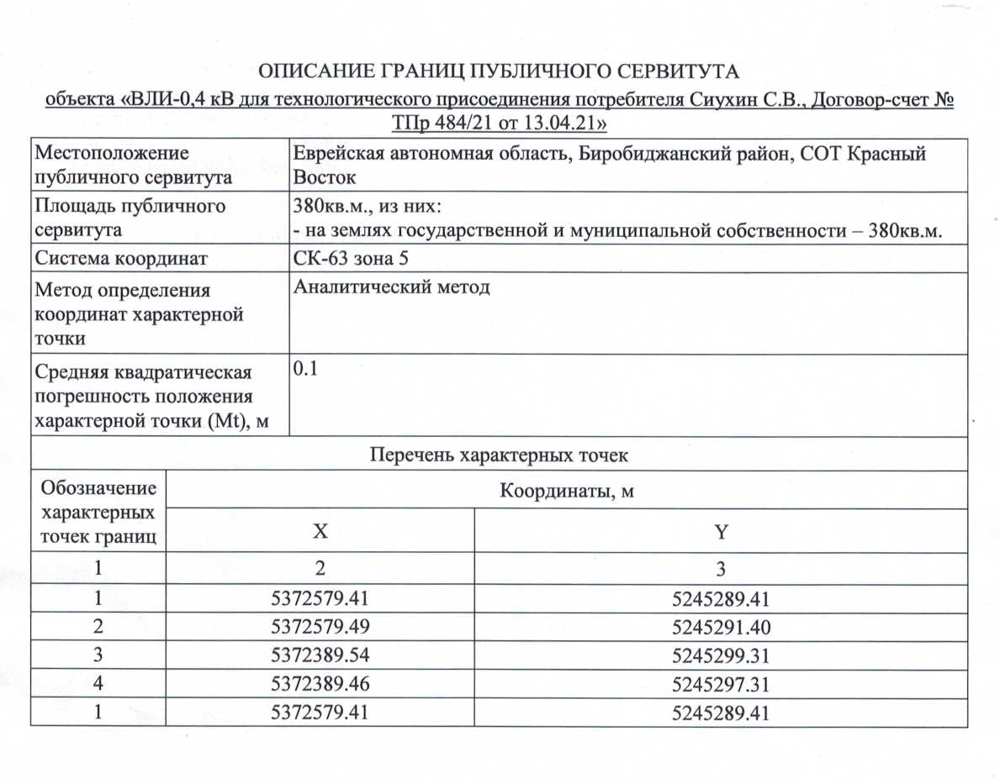 ОПИСАНИЕ ГРАНИЦ ПУБЛИЧНОГО СЕРВИТУТА
объекта «ВЛИ-0,4 кВ для технологического присоединения потребителя Сиухин С.В., Договор-счет №
ТПр 484/21 от 13.04.21»
Местоположение
публичного сервитута
Еврейская автономная область, Биробиджанский район, СОТ Красный
Восток
Площадь публичного
сервитута
380кв.м., из них:
- на землях государственной и муниципальной собственности – 380кв.м.
Система координат
СК-63 зона 5
Метод определения
координат характерной
точки
Аналитический метод
Средняя квадратическая
погрешность положения
характерной точки (Mt), м
0.1
Перечень характерных точек
Обозначение
характерных
точек границ
Координаты, м
X
Y
1 2 3
1 5372579.41 5245289.41
2 5372579.49 5245291.40
3 5372389.54 5245299.31
4 5372389.46 5245297.31
1 5372579.41 5245289.41